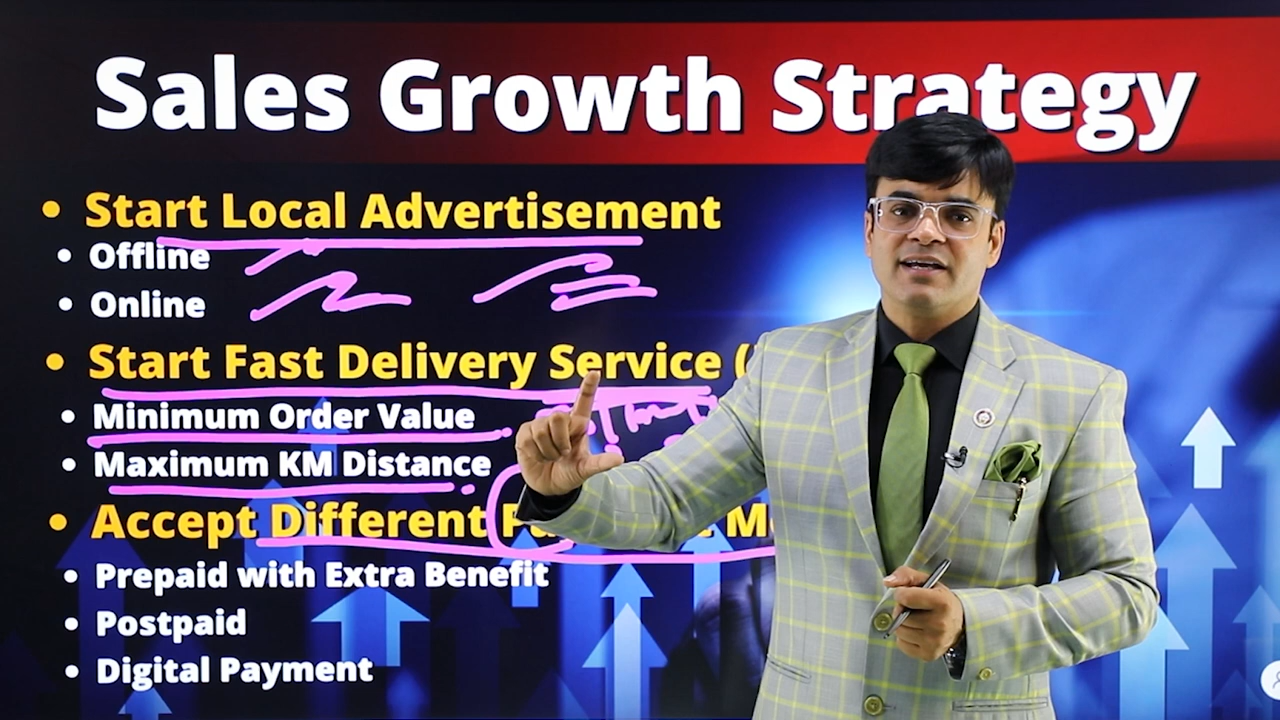 Sales Growth Strategy
• Start Local Advertisement
• Offline
• Online
• Start Fast Delivery Service (
• Minimum Order Value
• Maximum KM Distance
• Accept Different
• Prepaid with Extra Benefit
• Postpaid
• Digital Payment